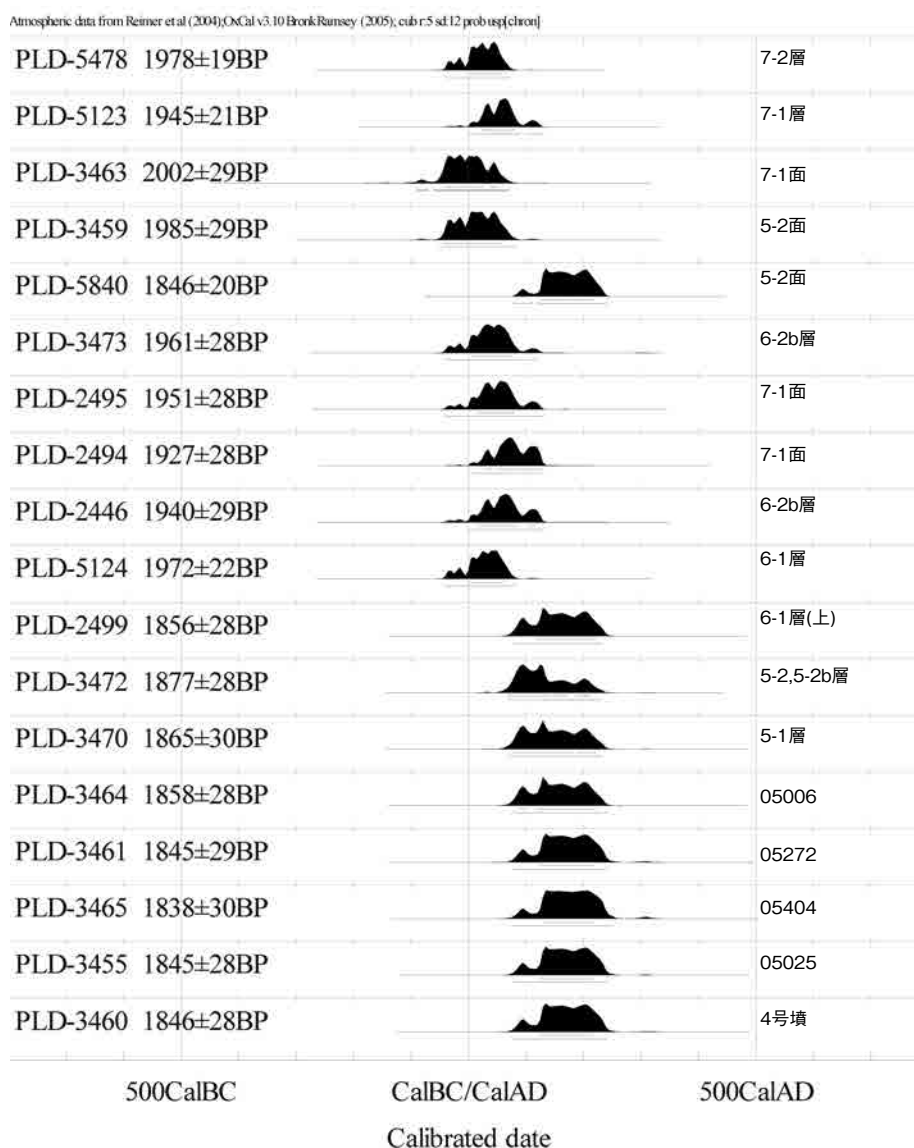 Atmospheric data from Reimer et al (2004);OxCal v3.10 Bronk Ramsey (2005); cub r:5 sd:12 prob usp[chron]
PLD-5478 1978±19BP 7-2層
PLD-5123 1945±21BP 7-1層
PLD-3463 2002±29BP 7-1面
PLD-3459 1985±29BP 5-2面
PLD-5840 1846±20BP 5-2面
PLD-3473 1961±28BP 6-2b層
PLD-2495 1951±28BP 7-1面
PLD-2494 1927±28BP 7-1面
PLD-2446 1940±29BP 6-2b層
PLD-5124 1972±22BP 6-1層
PLD-2499 1856±28BP 6-1層(上)
PLD-3472 1877±28BP 5-2,5-2b層
PLD-3470 1865±30BP 5-1層
PLD-3464 1858±28BP 05006
PLD-3461 1845±29BP 05272
PLD-3465 1838±30BP 05404
PLD-3455 1845±28BP 05025
PLD-3460 1846±28BP 4号墳
500CalBC CalBC/CalAD 500CalAD
Calibrated date